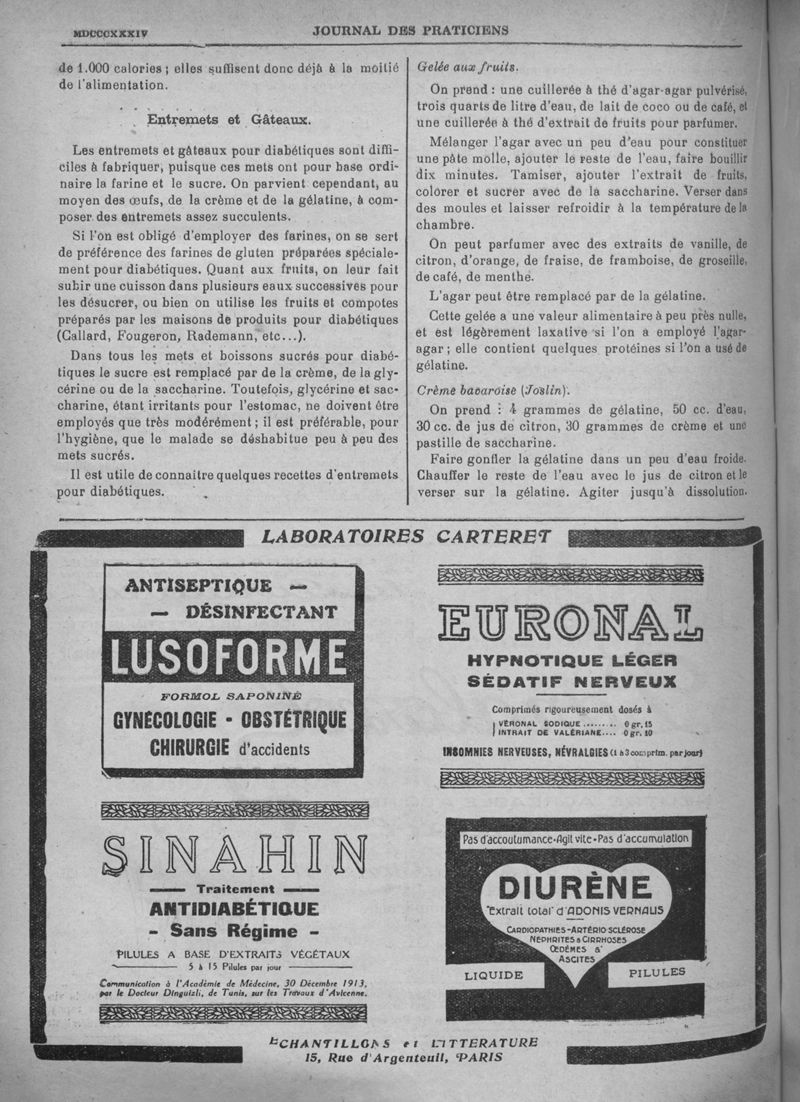 MDCCCXXXIV
JOURNAL DES PRATICIENS
de 1.000 calories ; elles suffisent donc déjà à la moitié
de l'alimentation.
Entremets et Gâteaux.
Les entremets et gâteaux pour diabétiques sont diffi-
ciles à fabriquer, puisque ces mets ont pour base ordi-
naire la farine et le sucre. On parvient cependant, au
moyen des œufs, de la crème et de la gélatine, à com-
poser des entremets assez succulents.
Si l'on est obligé d'employer des farines, on se sert
de préférence des farines de gluten préparées spéciale-
ment pour diabétiques. Quant aux fruits, on leur fait
subir une cuisson dans plusieurs eaux successives pour
les désucrer, ou bien on utilise les fruits et compotes
préparés par les maisons de produits pour diabétiques
(Gallard, Fougeron, Rademann, etc...).
Dans tous les mets et boissons sucrés pour diabé-
tiques le sucre est remplacé par de la crème, de la gly-
cérine ou de la saccharine. Toutefois, glycérine et sac-
charine, étant irritants pour l'estomac, ne doivent être
employés que très modérément ; il est préférable, pour
l'hygiène, que le malade se déshabitue peu à peu des
mets sucrés.
Il est utile de connaître quelques recettes d'entremets
pour diabétiques.
Gelée aux fruits.
On prend : une cuillerée à thé d'agar-agar pulvérisé,
trois quarts de litre d'eau, de lait de coco ou de café, et
une cuillerée à thé d'extrait de fruits pour parfumer.
Mélanger l'agar avec un peu d'eau pour constituer
une pâte molle, ajouter le reste de l'eau, faire bouillir
dix minutes. Tamiser, ajouter l'extrait de fruits,
colorer et sucrer avec de la saccharine. Verser dans
des moules et laisser refroidir à la température de la
chambre.
On peut parfumer avec des extraits de vanille, de
citron, d'orange, de fraise, de framboise, de groseille,
de café, de menthe.
L'agar peut être remplacé par de la gélatine.
Cette gelée a une valeur alimentaire à peu près nulle,
et est légèrement laxative si l'on a employé l'agar-
agar ; elle contient quelques protéines si l'on a usé de
gélatine.
Crème bavaroise (Joslin).
On prend : 4 grammes de gélatine, 50 cc. d'eau,
30 cc. de jus de citron, 30 grammes de crème et une
pastille de saccharine.
Faire gonfler la gélatine dans un peu d'eau froide.
Chauffer le reste de l'eau avec le jus de citron et le
verser sur la gélatine. Agiter jusqu'à dissolution.
LABORATOIRES CARTERET
ANTISEPTIQUE —
— DÉSINFECTANT
LUSOFORME
FORMOL SAPONINÉ
GYNÉCOLOGIE - OBSTÉTRIQUE
CHIRURGIE d'accidents
EURONAL
HYPNOTIQUE LÉGER
SÉDATIF NERVEUX
Comprimés rigoureusement dosés à
VÉRONAL SODIQUE ........ 0 gr. 15
INTRAIT DE VALÉRIANE.... 0 gr. 10
INSOMNIES NERVEUSES, NÉVRALGIES (1 à 3 comprim. par jour)
SINAHIN
Traitement
ANTIDIABÉTIQUE
- Sans Régime -
PILULES A BASE D'EXTRAITS VÉGÉTAUX
5 à 15 Pilules par jour
Communication à l'Académie de Médecine, 30 Décembre 1913,
par le Docteur Dinguizli, de Tunis, sur les Travaux d'Avicenne.
Pas d'accoutumance-Agit vite-Pas d'accumulation
DIURÈNE
"Extrait total" d'ADONIS VERNALIS
CARDIOPATHIES-ARTÉRIO SCLÉROSE
NÉPHRITES & CIRRHOSES
ŒDÈMES &
ASCITES
LIQUIDE
PILULES
ÉCHANTILLONS et LITTÉRATURE
15, Rue d'Argenteuil, PARIS